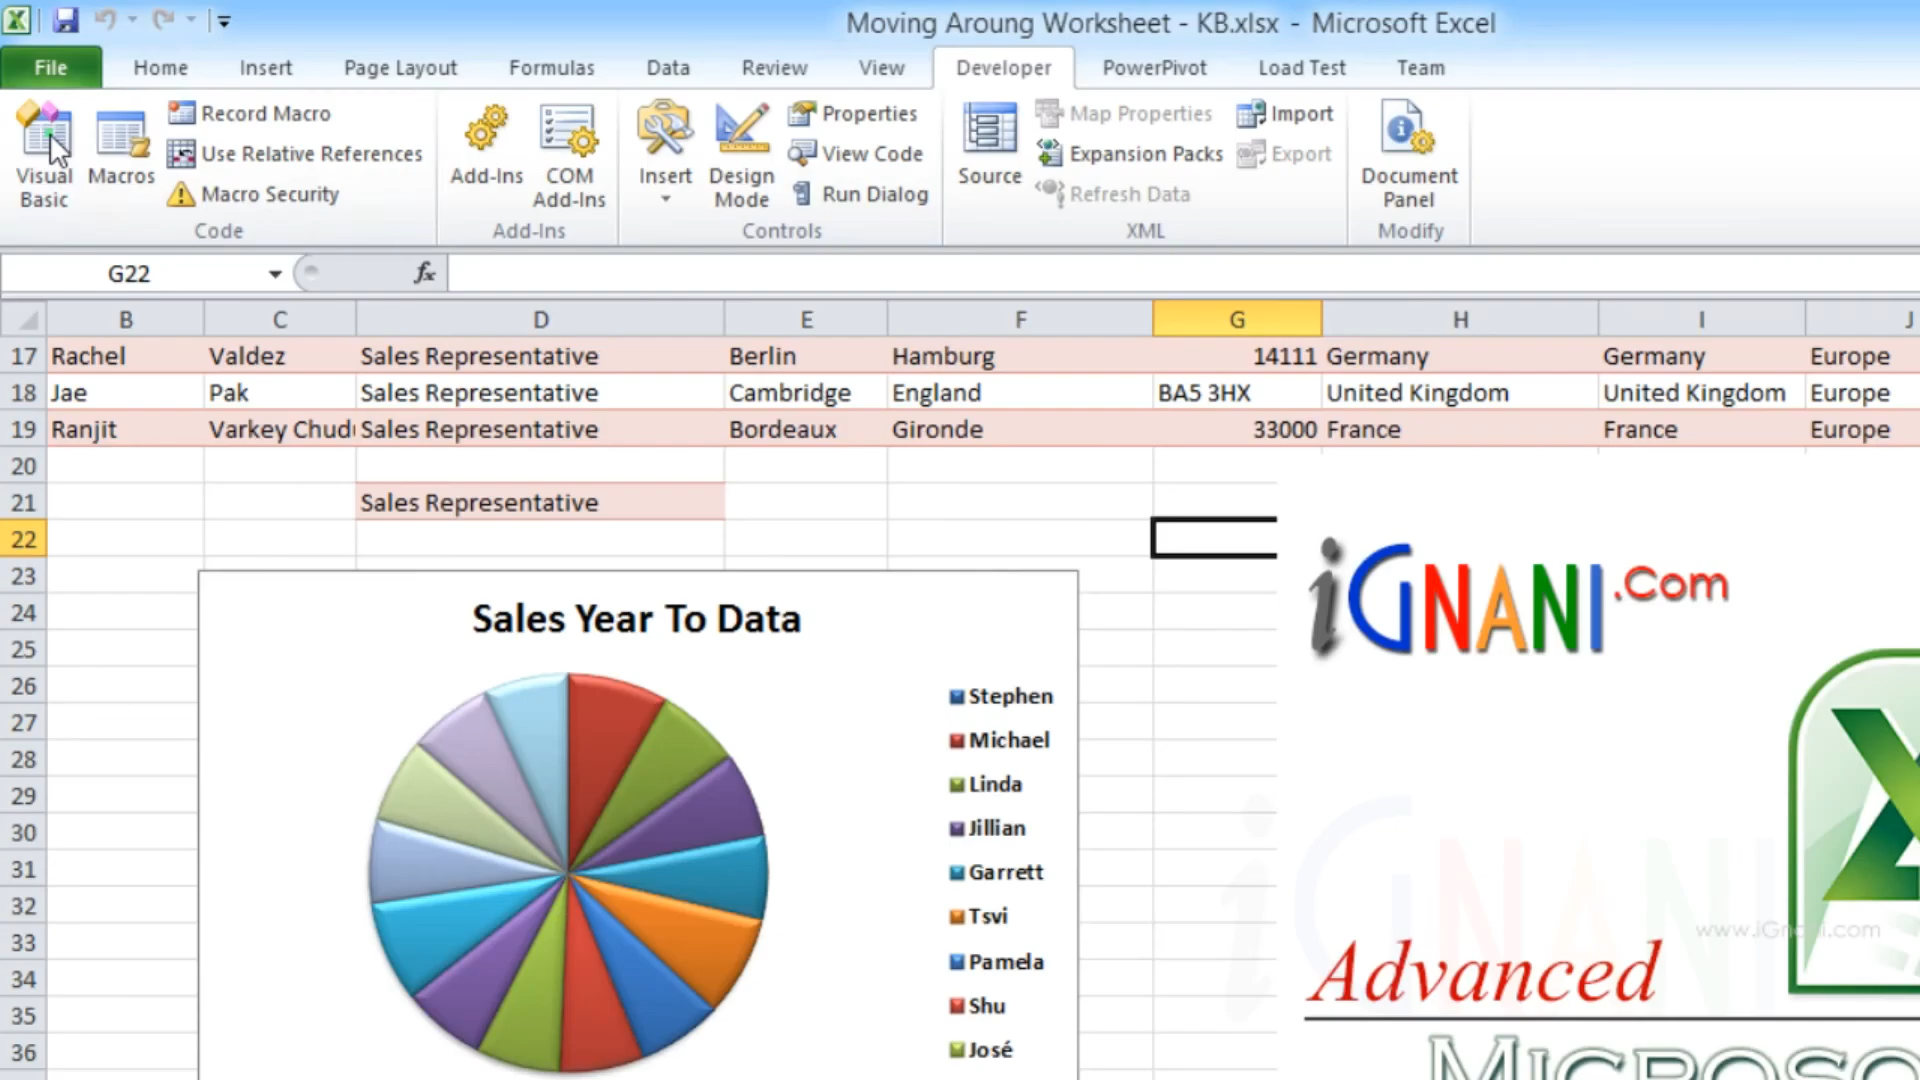 Moving Aroung Worksheet - KB.xlsx - Microsoft Excel
File Home Insert Page Layout Formulas Data Review View Developer PowerPivot Load Test Team
Visual Basic
Macros
Record Macro
Use Relative References
Macro Security
Code
Add-Ins
COM Add-Ins
Add-Ins
Insert
Design Mode
Properties
View Code
Run Dialog
Controls
Source
Map Properties
Expansion Packs
Refresh Data
Import
Export
XML
Document Panel
Modify
G22 fx
B C D E F G H I J
17 Rachel Valdez Sales Representative Berlin Hamburg 14111 Germany Germany Europe
18 Jae Pak Sales Representative Cambridge England BA5 3HX United Kingdom United Kingdom Europe
19 Ranjit Varkey Chudu Sales Representative Bordeaux Gironde 33000 France France Europe
20
21 Sales Representative
22
23
24
25
26
27
28
29
30
31
32
33
34
35
36
Sales Year To Data
Stephen
Michael
Linda
Jillian
Garrett
Tsvi
Pamela
Shu
José
iGNANI.Com
iGNANI
www.iGnani.com
Advanced